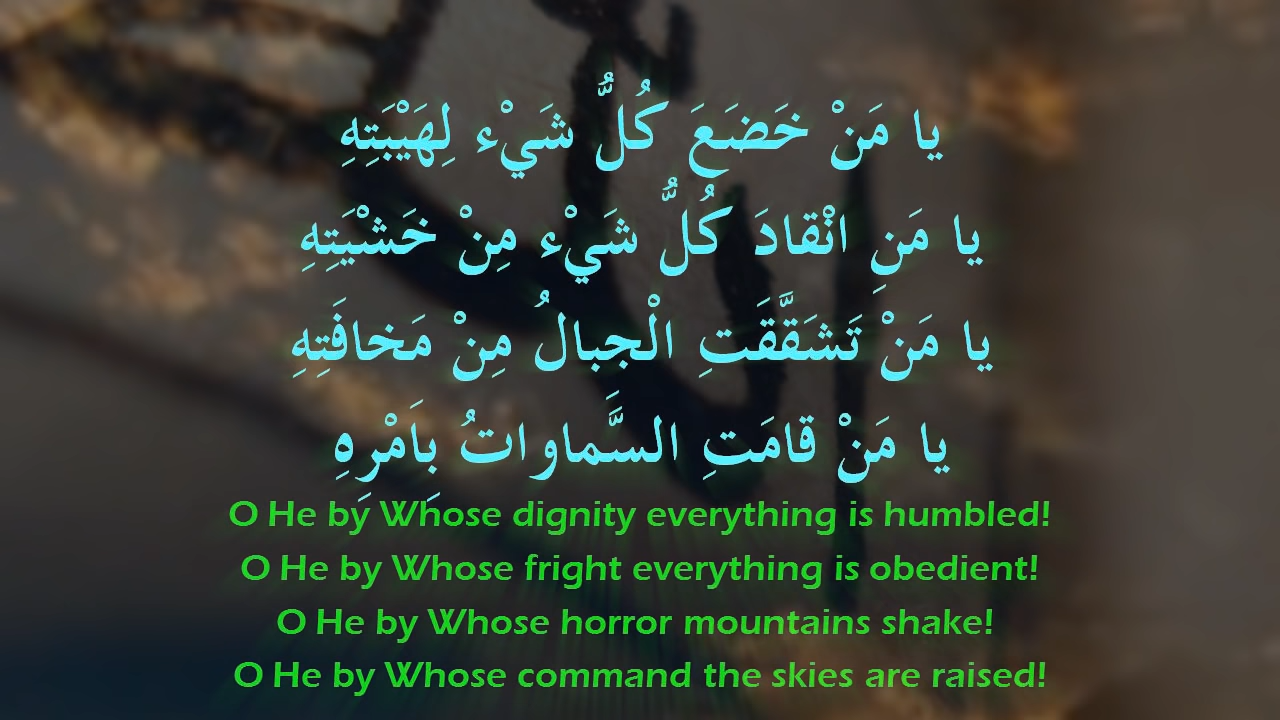 يا مَنْ خَضَعَ كُلُّ شَيْء لِهَيْبَتِهِ
يا مَنِ انْقادَ كُلُّ شَيْء مِنْ خَشْيَتِهِ
يا مَنْ تَشَقَّقَتِ الْجِبالُ مِنْ مَخافَتِهِ
يا مَنْ قامَتِ السَّماواتُ بِاَمْرِهِ
O He by Whose dignity everything is humbled!
O He by Whose fright everything is obedient!
O He by Whose horror mountains shake!
O He by Whose command the skies are raised!